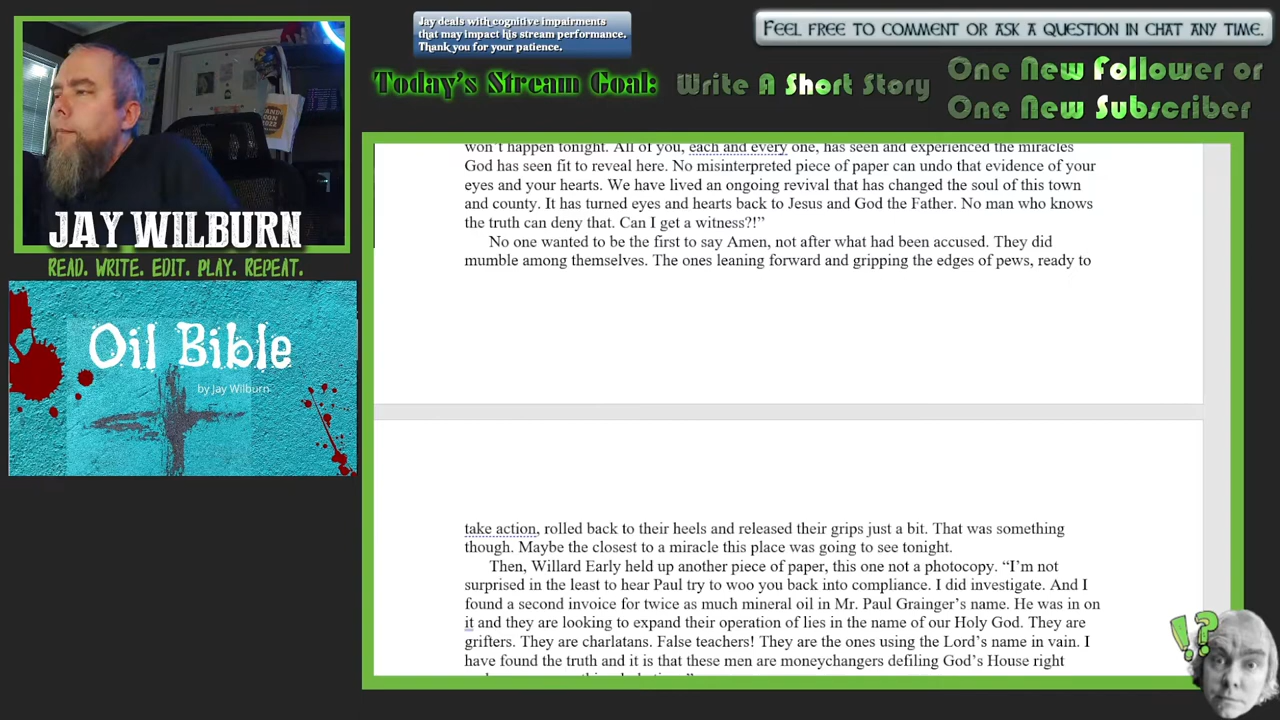 Jay deals with cognitive impairments
that may impact his stream performance.
Thank you for your patience.
Feel free to comment or ask a question in chat any time.
Today's Stream Goal:
Write A Short Story
One New Follower or
One New Subscriber
JAY WILBURN
READ. WRITE. EDIT. PLAY. REPEAT.
Oil Bible
by Jay Wilburn
won't happen tonight. All of you, each and every one, has seen and experienced the miracles
God has seen fit to reveal here. No misinterpreted piece of paper can undo that evidence of your
eyes and your hearts. We have lived an ongoing revival that has changed the soul of this town
and county. It has turned eyes and hearts back to Jesus and God the Father. No man who knows
the truth can deny that. Can I get a witness?!”
No one wanted to be the first to say Amen, not after what had been accused. They did
mumble among themselves. The ones leaning forward and gripping the edges of pews, ready to
take action, rolled back to their heels and released their grips just a bit. That was something
though. Maybe the closest to a miracle this place was going to see tonight.
Then, Willard Early held up another piece of paper, this one not a photocopy. “I'm not
surprised in the least to hear Paul try to woo you back into compliance. I did investigate. And I
found a second invoice for twice as much mineral oil in Mr. Paul Grainger's name. He was in on
it and they are looking to expand their operation of lies in the name of our Holy God. They are
grifters. They are charlatans. False teachers! They are the ones using the Lord's name in vain. I
have found the truth and it is that these men are moneychangers defiling God's House right
!?